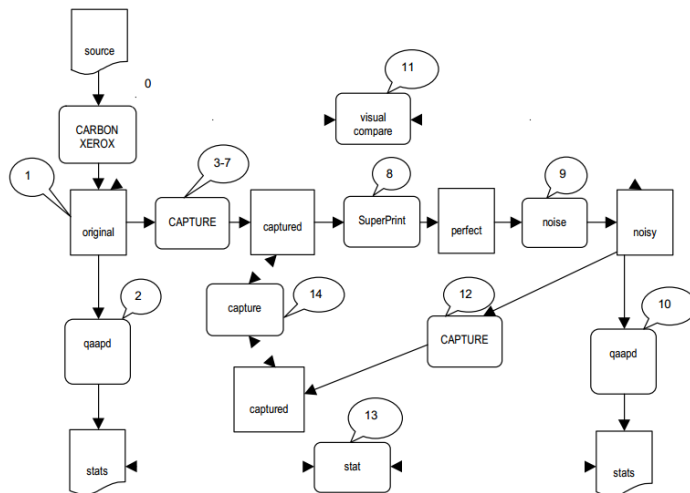 source
0
11
CARBON
XEROX
visual
compare
3-7
1
8
9
original
CAPTURE
captured
SuperPrint
perfect
noise
noisy
2
capture
14
12
10
qaapd
CAPTURE
qaapd
captured
13
stats
stat
stats